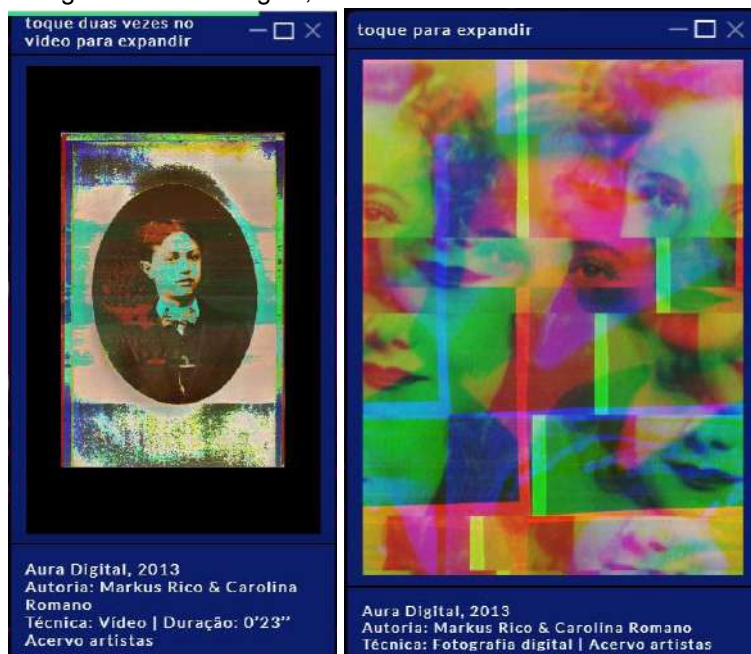 toque duas vezes no
video para expandir
Aura Digital, 2013
Autoria: Markus Rico & Carolina
Romano
Técnica: Vídeo | Duração: 0’23’’
Acervo artistas
toque para expandir
Aura Digital, 2013
Autoria: Markus Rico & Carolina Romano
Técnica: Fotografia digital | Acervo artistas